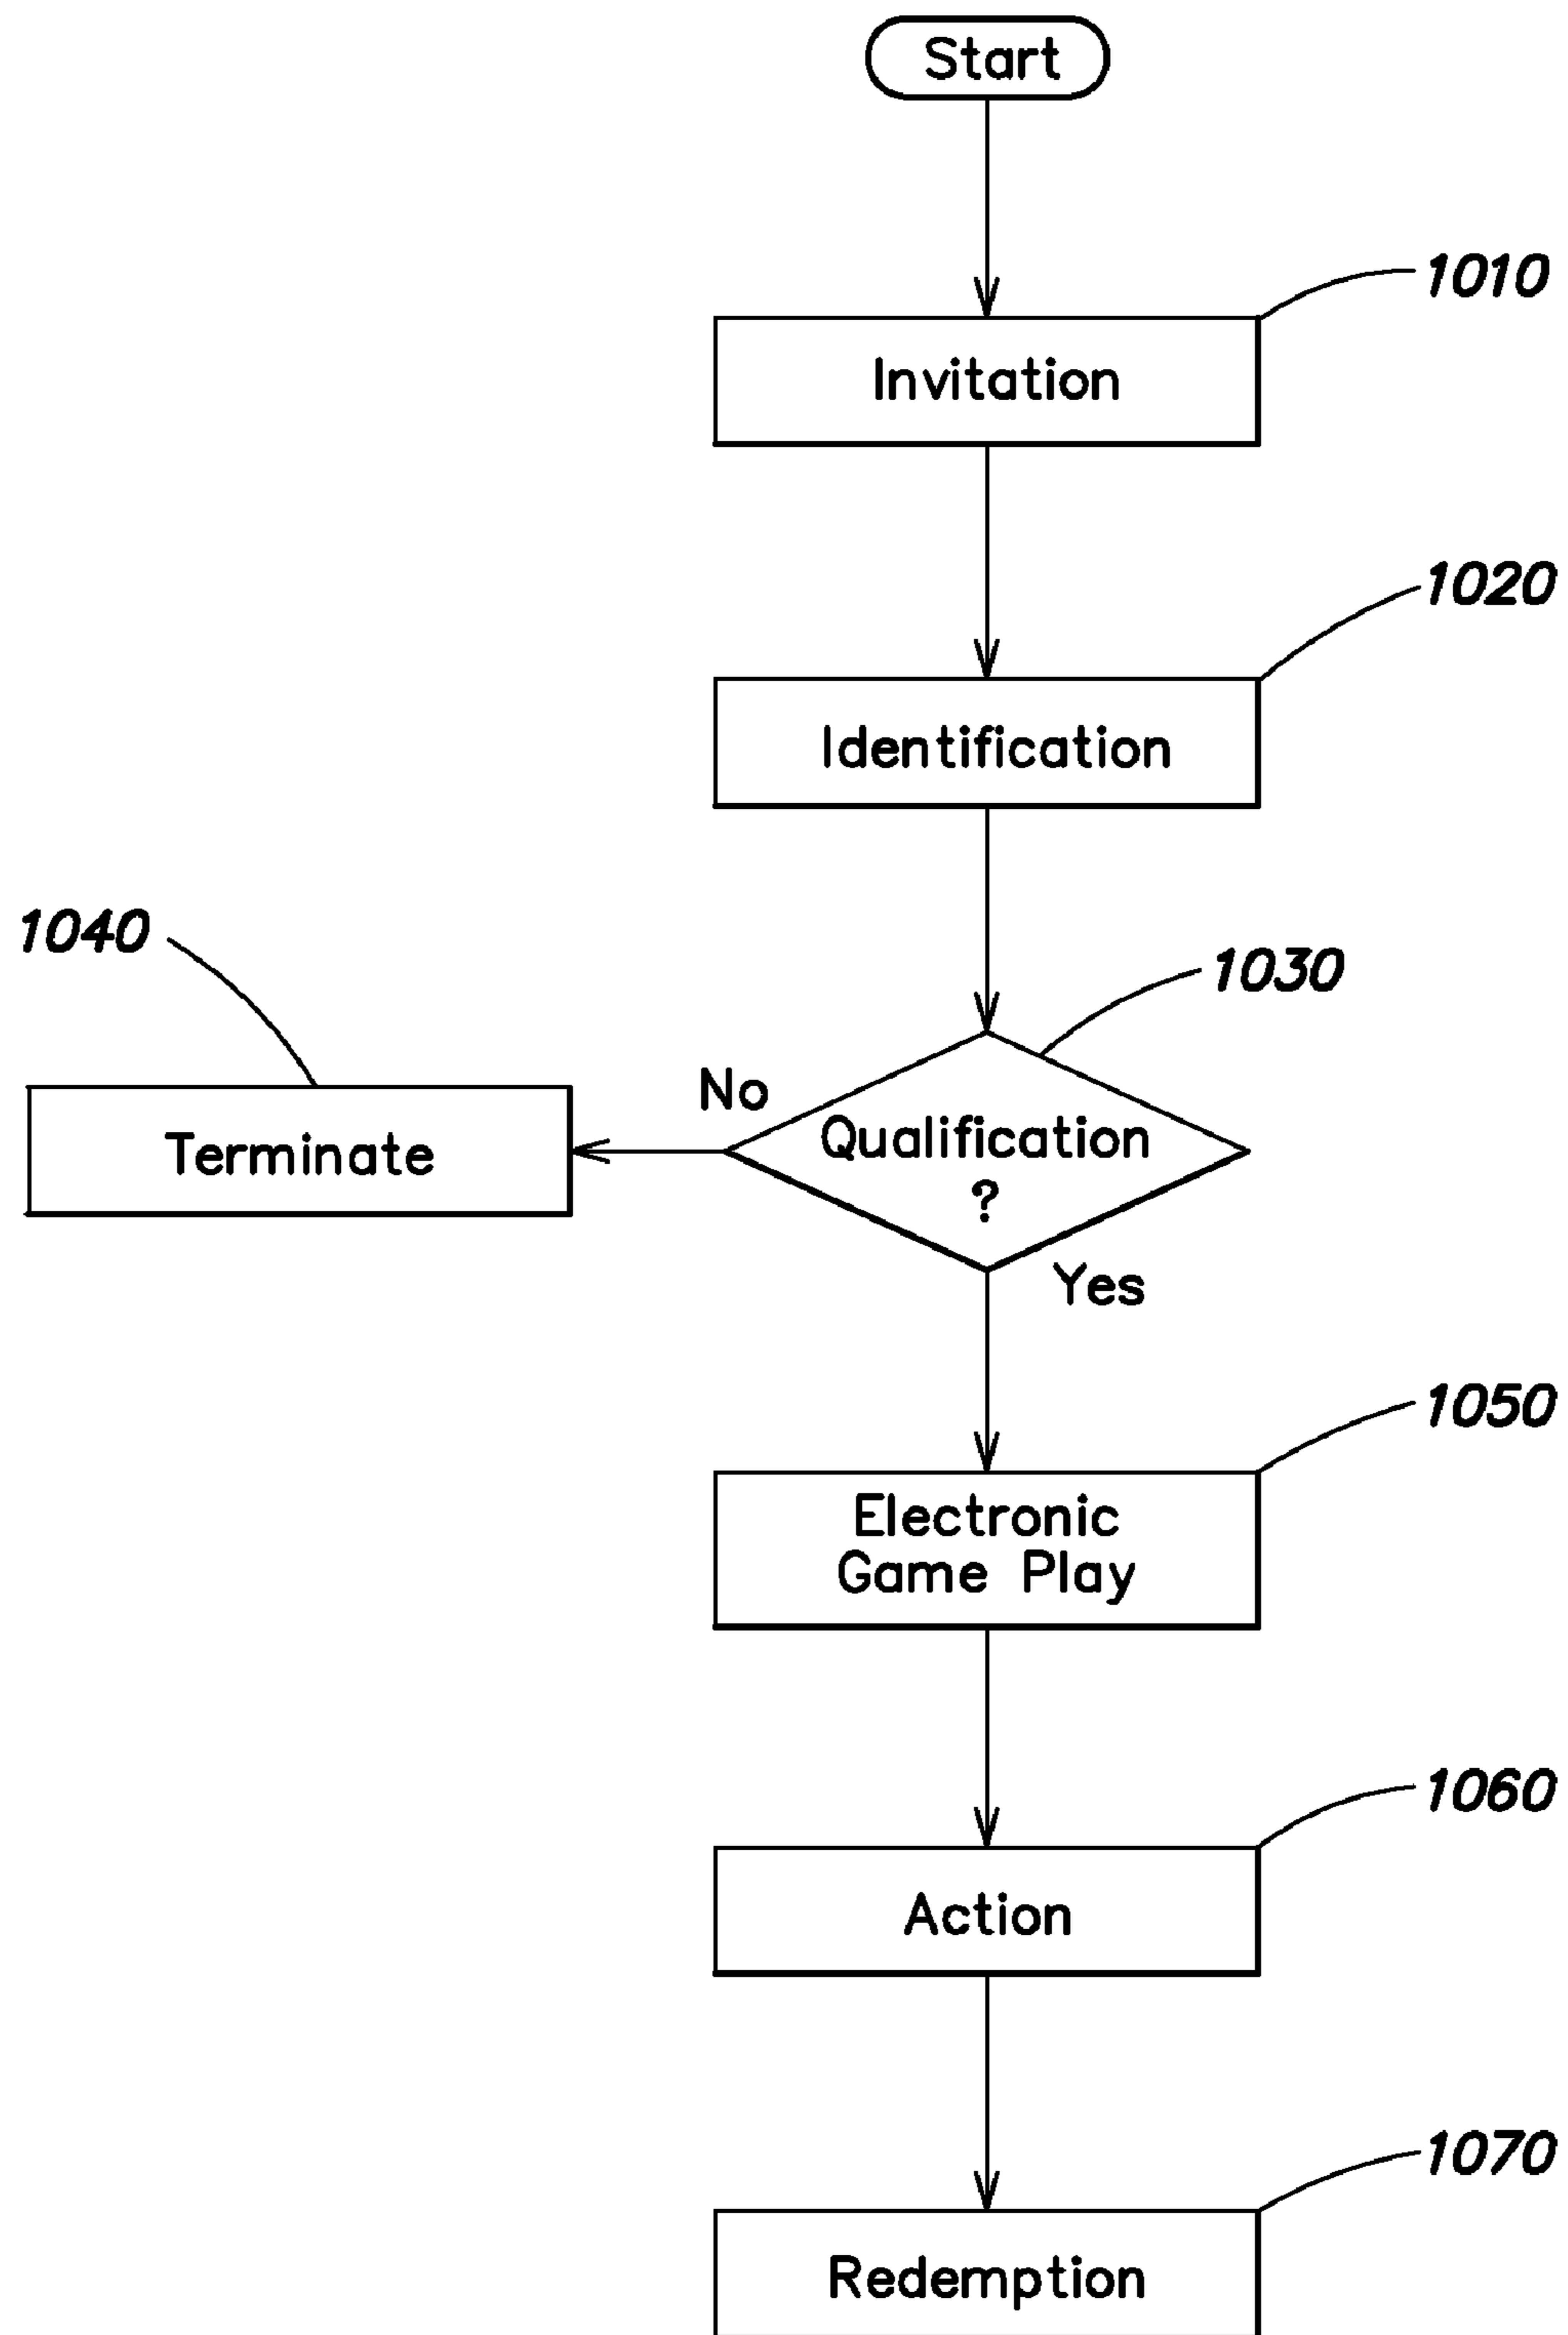 Start
1010
Invitation
1020
Identification
1040
1030
No
Qualification
?
Terminate
Yes
1050
Electronic
Game Play
1060
Action
1070
Redemption